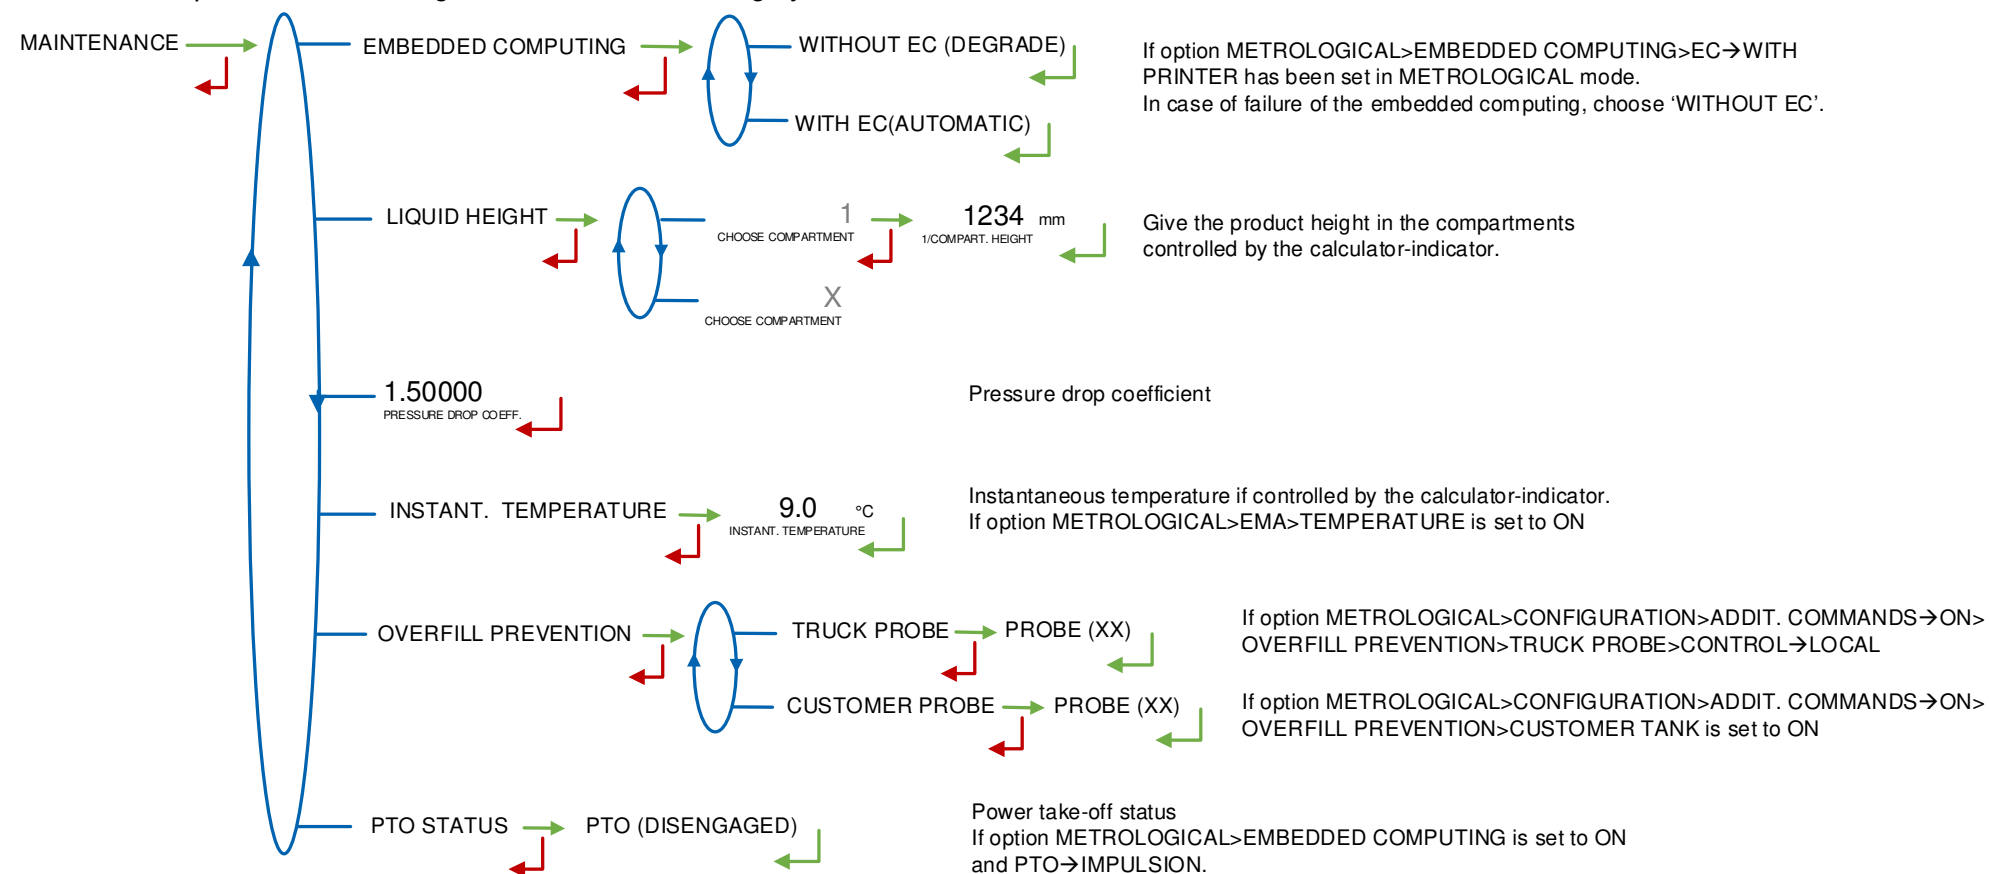 MAINTENANCE
EMBEDDED COMPUTING
WITHOUT EC (DEGRADE)
WITH EC(AUTOMATIC)
If option METROLOGICAL>EMBEDDED COMPUTING>EC→WITH
PRINTER has been set in METROLOGICAL mode.
In case of failure of the embedded computing, choose ‘WITHOUT EC’.
LIQUID HEIGHT
1
CHOOSE COMPARTMENT
1234 mm
1/COMPART. HEIGHT
X
CHOOSE COMPARTMENT
Give the product height in the compartments
controlled by the calculator-indicator.
1.50000
PRESSURE DROP COEFF.
Pressure drop coefficient
INSTANT. TEMPERATURE
9.0 °C
INSTANT. TEMPERATURE
Instantaneous temperature if controlled by the calculator-indicator.
If option METROLOGICAL>EMA>TEMPERATURE is set to ON
OVERFILL PREVENTION
TRUCK PROBE
PROBE (XX)
If option METROLOGICAL>CONFIGURATION>ADDIT. COMMANDS→ON>
OVERFILL PREVENTION>TRUCK PROBE>CONTROL→LOCAL
CUSTOMER PROBE
PROBE (XX)
If option METROLOGICAL>CONFIGURATION>ADDIT. COMMANDS→ON>
OVERFILL PREVENTION>CUSTOMER TANK is set to ON
PTO STATUS
PTO (DISENGAGED)
Power take-off status
If option METROLOGICAL>EMBEDDED COMPUTING is set to ON
and PTO→IMPULSION.